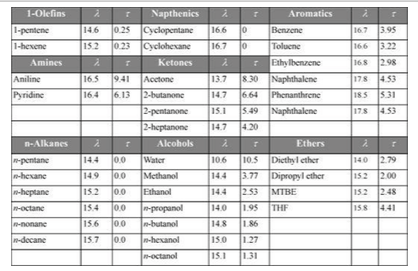 1-Olefins λ τ Napthenics λ τ Aromatics λ τ
1-pentene 14.6 0.25 Cyclopentane 16.6 0 Benzene 16.7 3.95
1-hexene 15.2 0.23 Cyclohexane 16.7 0 Toluene 16.6 3.22
Amines λ τ Ketones λ τ Ethylbenzene 16.8 2.98
Aniline 16.5 9.41 Acetone 13.7 8.30 Naphthalene 17.8 4.53
Pyridine 16.4 6.13 2-butanone 14.7 6.64 Phenanthrene 18.5 5.31
2-pentanone 15.1 5.49 Naphthalene 17.8 4.53
2-heptanone 14.7 4.20
n-Alkanes λ τ Alcohols λ τ Ethers λ τ
n-pentane 14.4 0.0 Water 10.6 10.5 Diethyl ether 14.0 2.79
n-hexane 14.9 0.0 Methanol 14.4 3.77 Dipropyl ether 15.2 2.00
n-heptane 15.2 0.0 Ethanol 14.4 2.53 MTBE 15.2 2.48
n-octane 15.4 0.0 n-propanol 14.0 1.95 THF 15.8 4.41
n-nonane 15.6 0.0 n-butanol 14.8 1.86
n-decane 15.7 0.0 n-hexanol 15.0 1.27
n-octanol 15.1 1.31